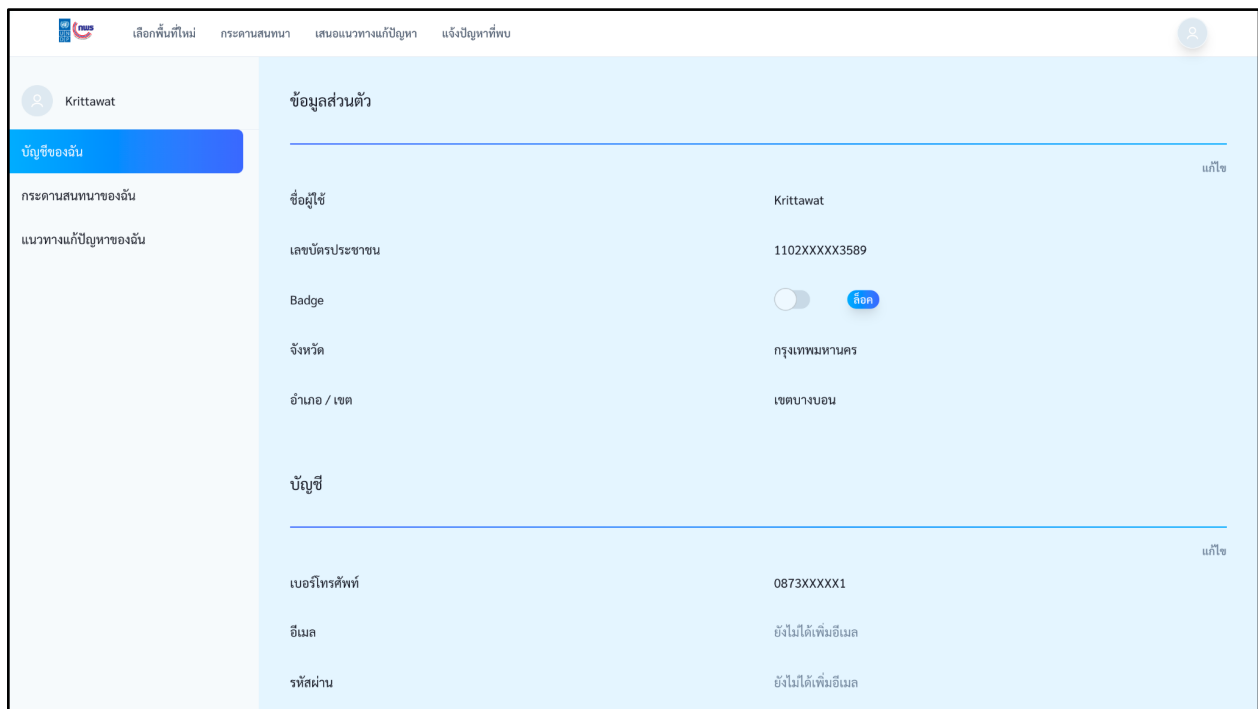 กพส เลือกพื้นที่ใหม่ กระดานสนทนา เสนอแนวทางแก้ปัญหา แจ้งปัญหาที่พบ
Krittawat
บัญชีของฉัน
กระดานสนทนาของฉัน
แนวทางแก้ปัญหาของฉัน
ข้อมูลส่วนตัว
แก้ไข
ชื่อผู้ใช้ Krittawat
เลขบัตรประชาชน 1102XXXXX3589
Badge ล็อค
จังหวัด กรุงเทพมหานคร
อำเภอ / เขต เขตบางบอน
บัญชี
แก้ไข
เบอร์โทรศัพท์ 0873XXXXX1
อีเมล ยังไม่ได้เพิ่มอีเมล
รหัสผ่าน ยังไม่ได้เพิ่มอีเมล